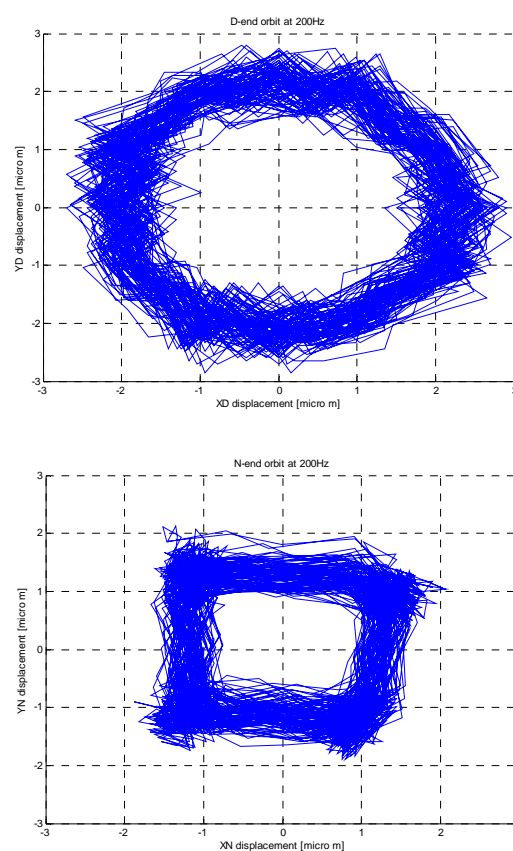 D-end orbit at 200Hz
3
2
1
0
-1
-2
-3
YD displacement [micro m]
-3 -2 -1 0 1 2 3
XD displacement [micro m]
N-end orbit at 200Hz
3
2
1
0
-1
-2
-3
YN displacement [micro m]
-3 -2 -1 0 1 2
XN displacement [micro m]